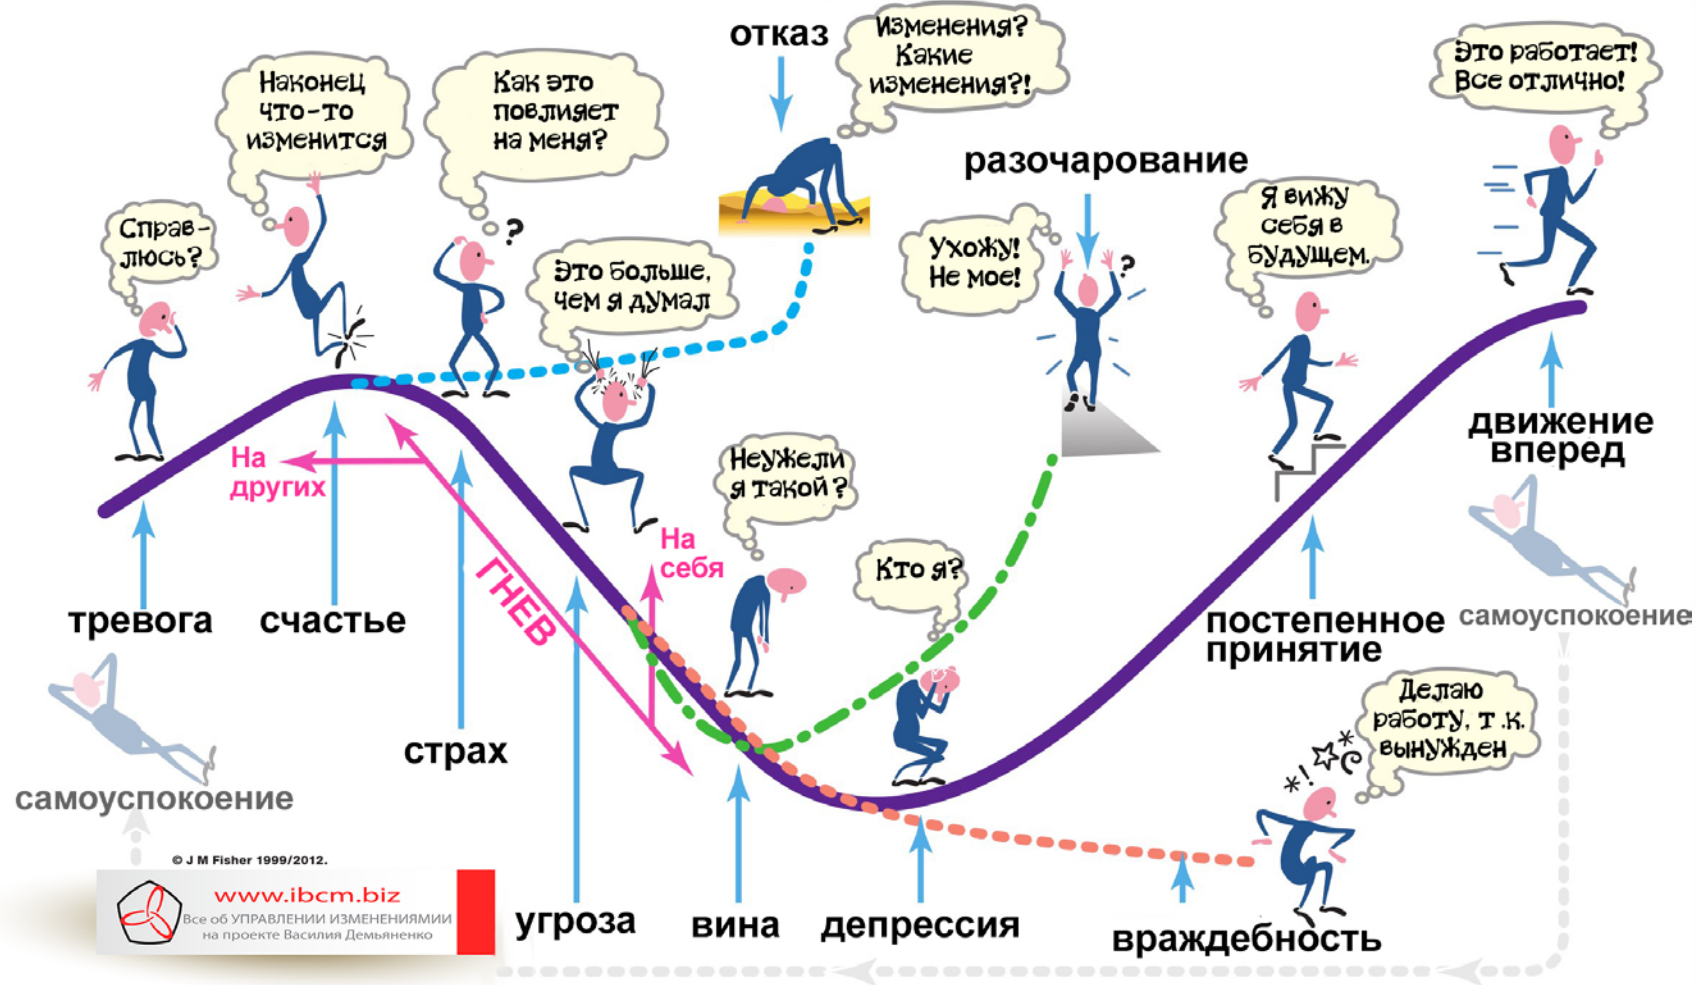 отказ
Изменения?
Какие
изменения?!
Это работает!
Все отлично!
Наконец
что-то
изменится
Как это
повлияет
на меня?
разочарование
Справ-
люсь?
?
Это больше,
чем я думал
Ухожу!
Не мое!
?
Я вижу
себя в
будущем.
движение
вперед
На
других
Неужели
я такой?
На
себя
ГНЕВ
Кто я?
тревога
счастье
постепенное
принятие
самоуспокоение
страх
Делаю
работу, т.к.
вынужден
*!
*
самоуспокоение
© J M Fisher 1999/2012.
www.ibcm.biz
Все об УПРАВЛЕНИИ ИЗМЕНЕНИЯМИИ
на проекте Василия Демьяненко
угроза
вина
депрессия
враждебность